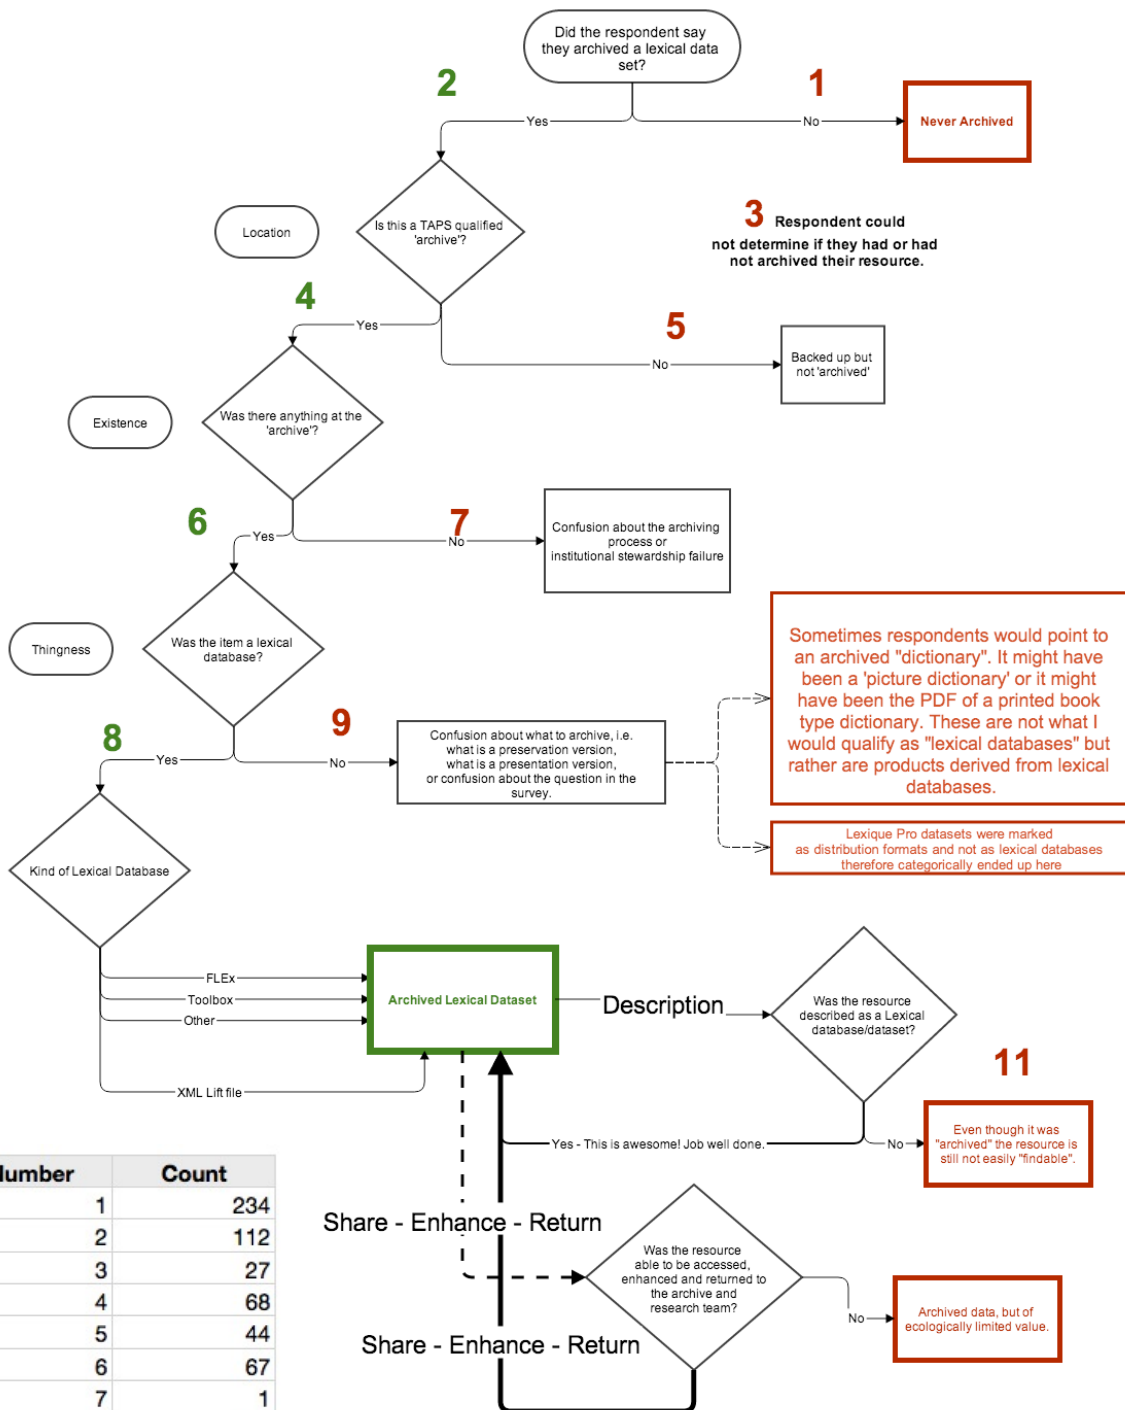 Did the respondent say
they archived a lexical data
set?
2
1
Yes
No
Never Archived
Is this a TAPS qualified
'archive'?
Location
3 Respondent could
not determine if they had or had
not archived their resource.
4
Yes
5
No
Backed up but
not 'archived'
Was there anything at the
'archive'?
Existence
6
Yes
7
No
Confusion about the archiving
process or
institutional stewardship failure
Was the item a lexical
database?
Thingness
Sometimes respondents would point to
an archived "dictionary". It might have
been a 'picture dictionary' or it might
have been the PDF of a printed book
type dictionary. These are not what I
would qualify as "lexical databases" but
rather are products derived from lexical
databases.
8
Yes
9
No
Confusion about what to archive, i.e.
what is a preservation version,
what is a presentation version,
or confusion about the question in the
survey.
Lexique Pro datasets were marked
as distribution formats and not as lexical databases
therefore categorically ended up here
Kind of Lexical Database
FLEx
Toolbox
Other
XML Lift file
Archived Lexical Dataset
Description
Was the resource
described as a Lexical
database/dataset?
11
Yes - This is awesome! Job well done.
No
Even though it was
"archived" the resource is
still not easily "findable".
Share - Enhance - Return
Was the resource
able to be accessed,
enhanced and returned to
the archive and
research team?
No
Archived data, but of
ecologically limited value.
Share - Enhance - Return
umber Count
1 234
2 112
3 27
4 68
5 44
6 67
7 1